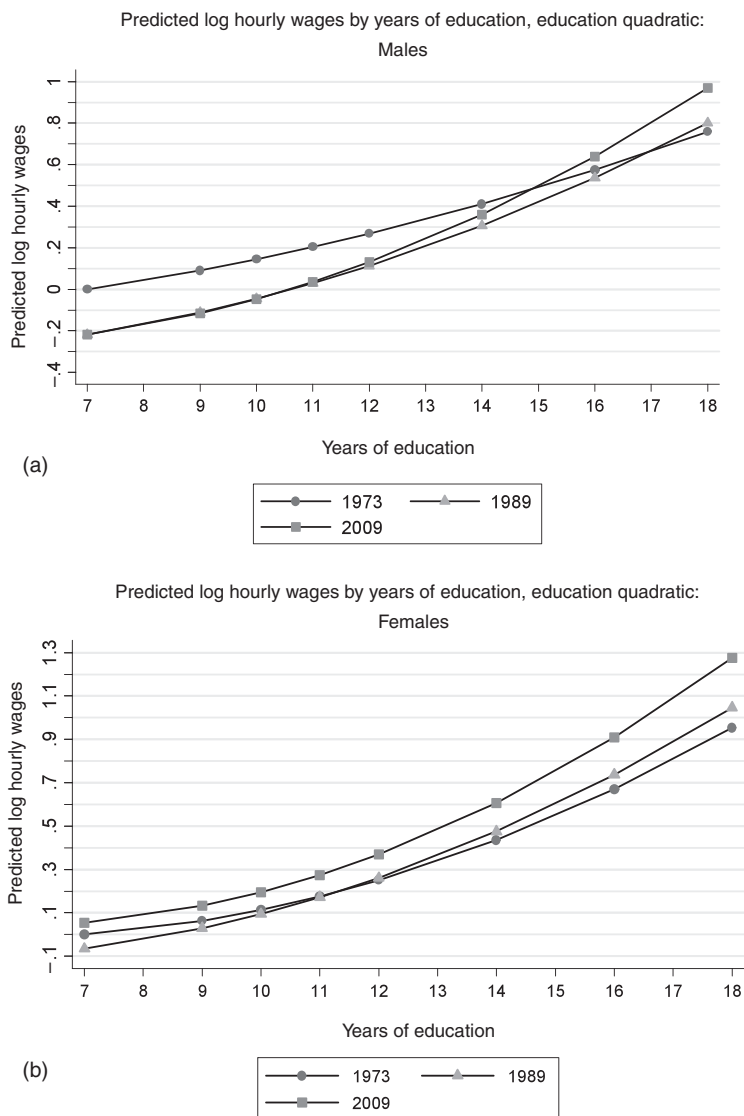 Predicted log hourly wages by years of education, education quadratic:
Males
Predicted log hourly wages
1
.8
.6
.4
.2
0
−.2
−.4
7 8 9 10 11 12 13 14 15 16 17 18
Years of education
(a)
1973 1989
2009
Predicted log hourly wages by years of education, education quadratic:
Females
Predicted log hourly wages
1.3
1.1
.9
.7
.5
.3
.1
−.1
7 8 9 10 11 12 13 14 15 16 17 18
Years of education
(b)
1973 1989
2009